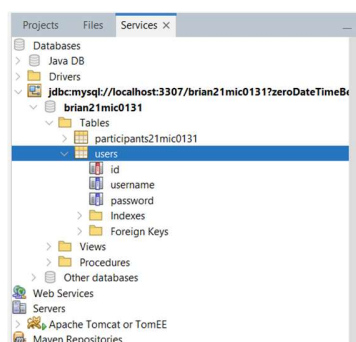 Projects Files Services ×
Databases
Java DB
Drivers
jdbc:mysql://localhost:3307/brian21mic0131?zeroDateTimeBe
brian21mic0131
Tables
participants21mic0131
users
id
username
password
Indexes
Foreign Keys
Views
Procedures
Other databases
Web Services
Servers
Apache Tomcat or TomEE
Maven Repositories